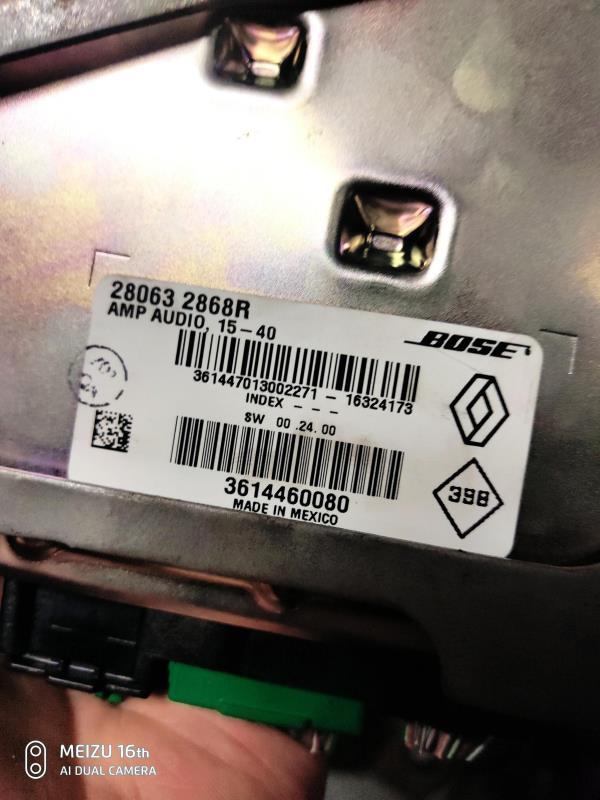 28063 2868R
AMP AUDIO, 15-40
BOSE
361447013002271 - 16324173
INDEX - - -
SW 00 .24. 00
3614460080
MADE IN MEXICO
398
MEIZU 16th
AI DUAL CAMERA